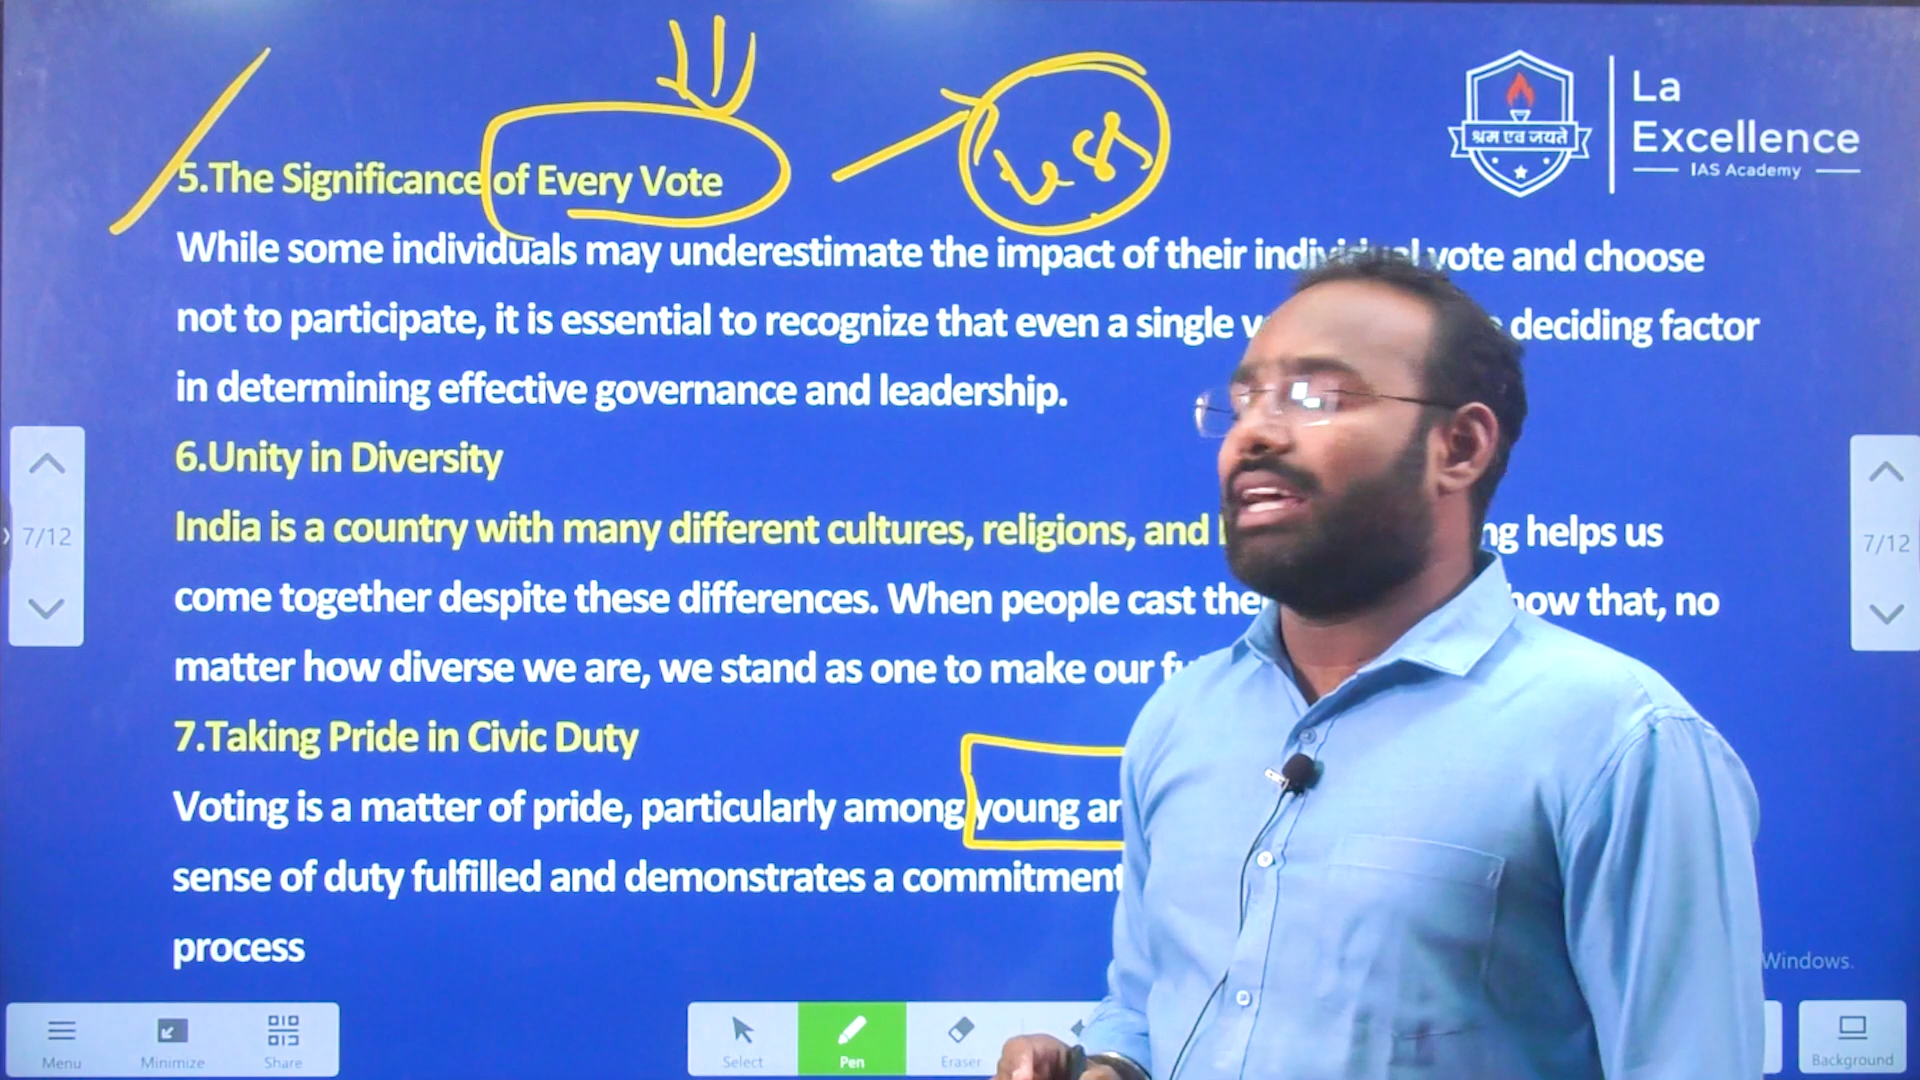 श्रम एव जयते
La
Excellence
IAS Academy
5.The Significance of Every Vote
While some individuals may underestimate the impact of their individual vote and choose
not to participate, it is essential to recognize that even a single deciding factor
in determining effective governance and leadership.
6.Unity in Diversity
India is a country with many different cultures, religions, and helps us
come together despite these differences. When people cast that, no
matter how diverse we are, we stand as one to make our
7/12
7/12
7.Taking Pride in Civic Duty
Voting is a matter of pride, particularly among young
sense of duty fulfilled and demonstrates a commitment
process
Windows.
Menu Minimize Share Select Pen Eraser Background